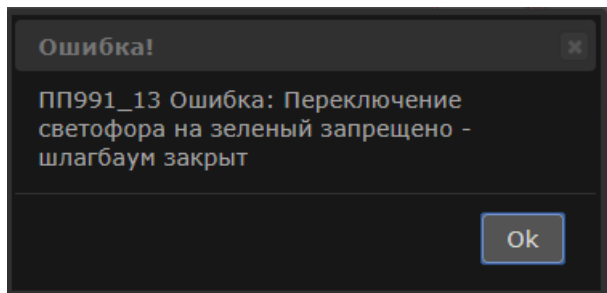 Ошибка!
ПП991_13 Ошибка: Переключение
светофора на зеленый запрещено -
шлагбаум закрыт
Ok